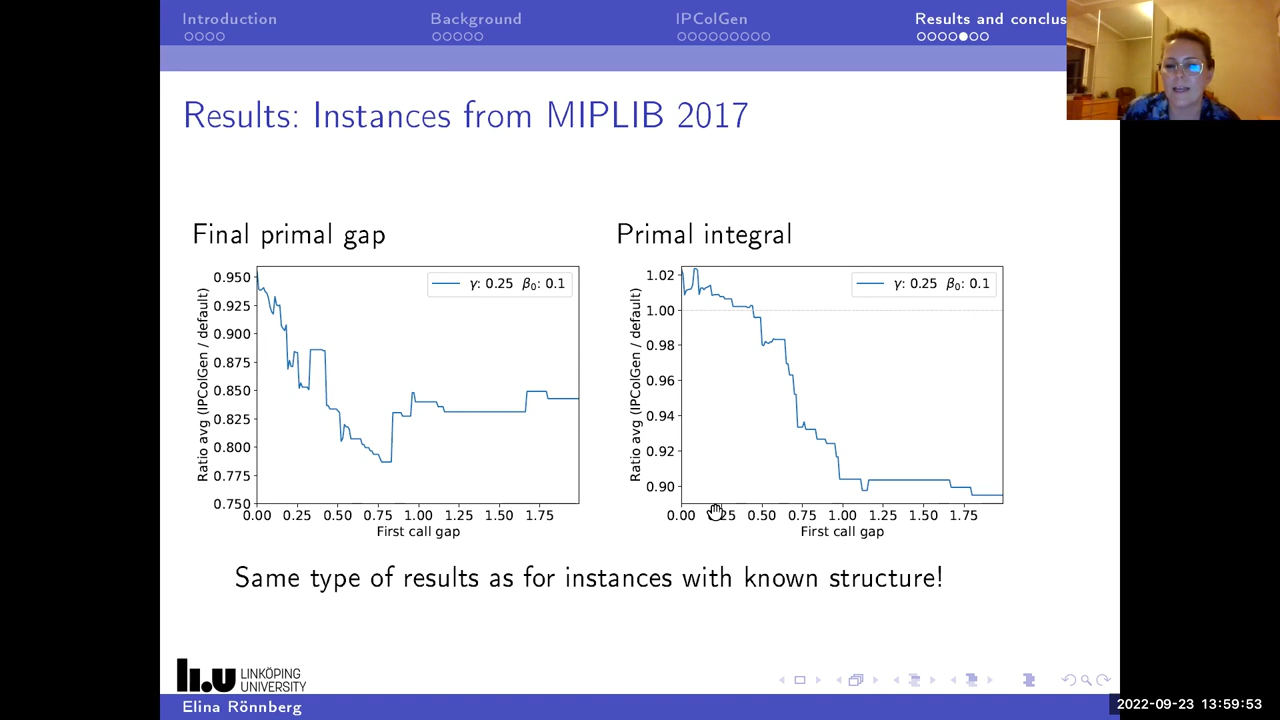 Introduction
Background
IPColGen
Results and conclus
Results: Instances from MIPLIB 2017
Final primal gap
Primal integral
γ: 0.25 β₀: 0.1
Ratio avg (IPColGen / default)
0.950
0.925
0.900
0.875
0.850
0.825
0.800
0.775
0.750
0.00 0.25 0.50 0.75 1.00 1.25 1.50 1.75
First call gap
γ: 0.25 β₀: 0.1
Ratio avg (IPColGen / default)
1.02
1.00
0.98
0.96
0.94
0.92
0.90
0.00 0.25 0.50 0.75 1.00 1.25 1.50 1.75
First call gap
Same type of results as for instances with known structure!
LINKÖPING
UNIVERSITY
Elina Rönnberg
2022-09-23 13:59:53